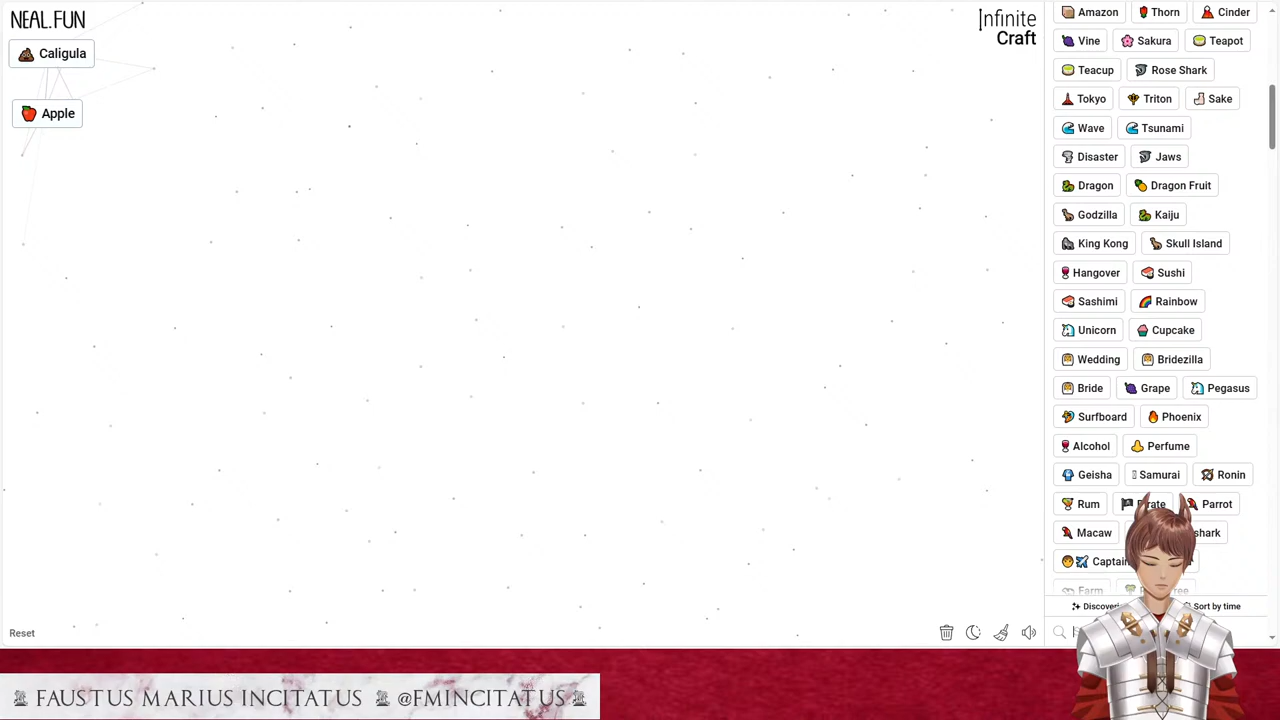 NEAL.FUN
Infinite
Craft
Caligula
Apple
Amazon Thorn Cinder
Vine Sakura Teapot
Teacup Rose Shark
Tokyo Triton Sake
Wave Tsunami
Disaster Jaws
Dragon Dragon Fruit
Godzilla Kaiju
King Kong Skull Island
Hangover Sushi
Sashimi Rainbow
Unicorn Cupcake
Wedding Bridezilla
Bride Grape Pegasus
Surfboard Phoenix
Alcohol Perfume
Geisha Samurai Ronin
Rum Parrot
Macaw
Farm
Sort by time
Reset
FAUSTUS MARIUS INCITATUS @FMINCITATUS